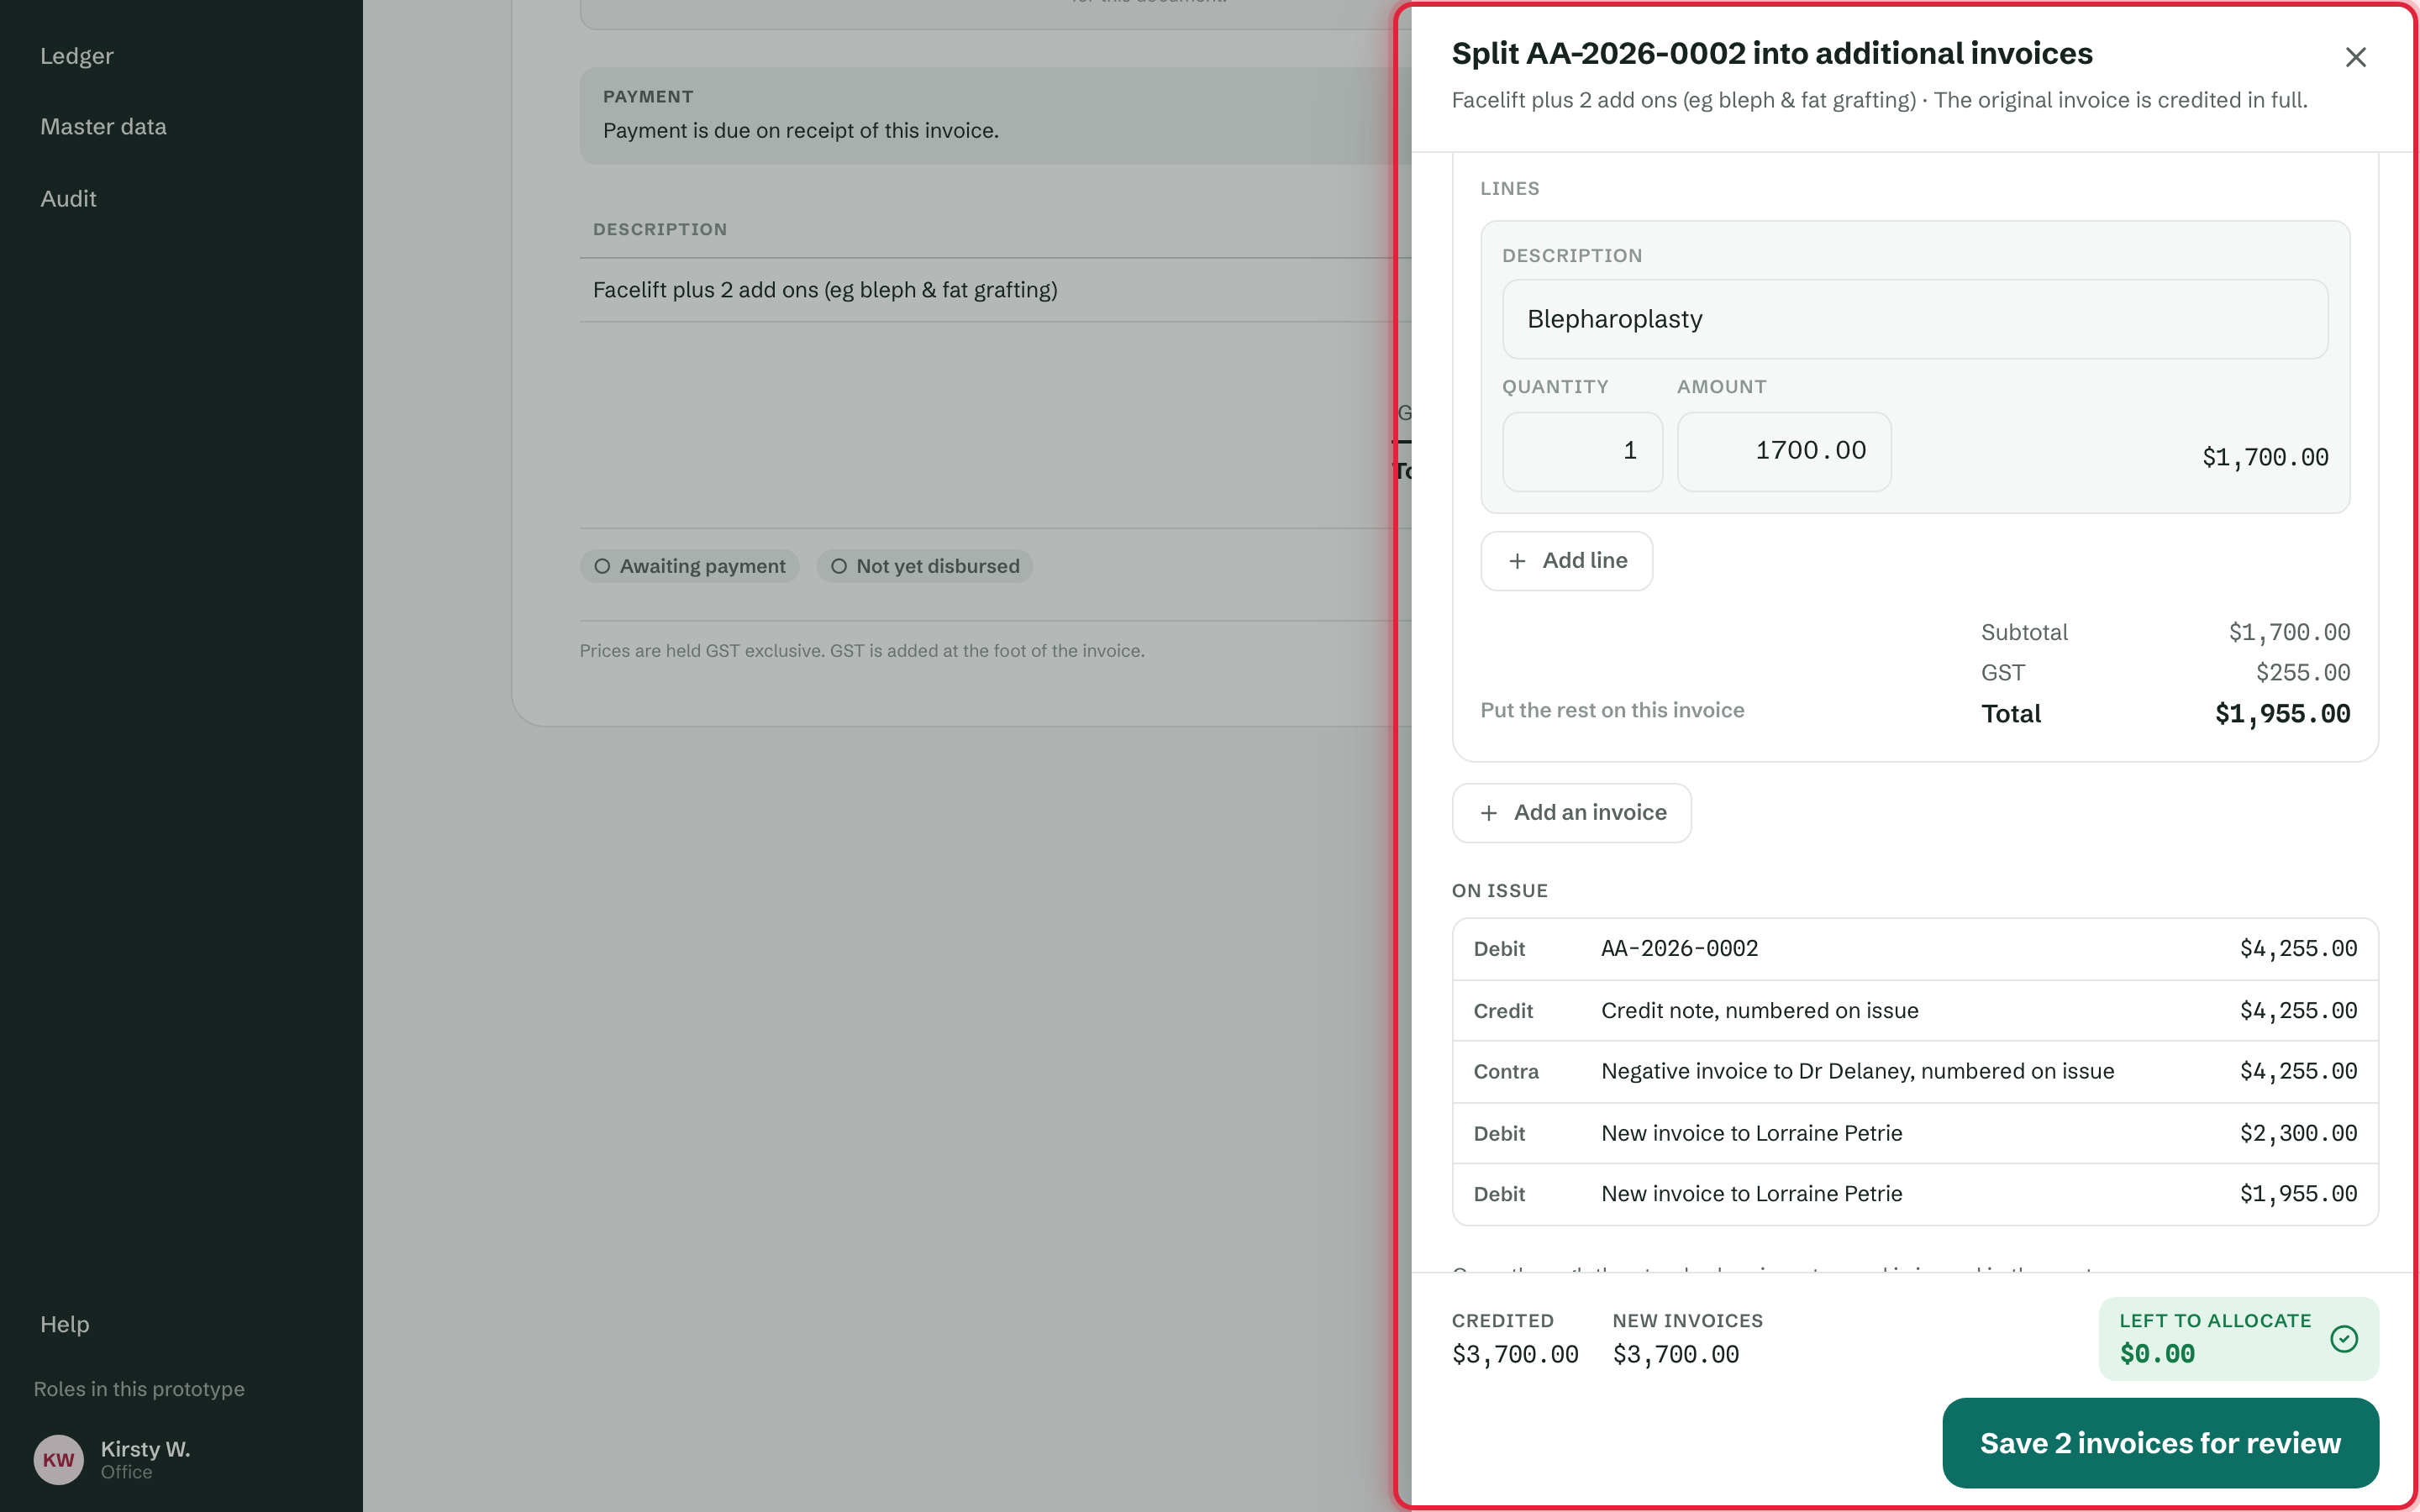 Ledger
Master data
Audit
Help
Roles in this prototype
KW
Kirsty W.
Office
for this document.
PAYMENT
Payment is due on receipt of this invoice.
DESCRIPTION
Facelift plus 2 add ons (eg bleph & fat grafting)
G
To
Awaiting payment
Not yet disbursed
Prices are held GST exclusive. GST is added at the foot of the invoice.
Split AA-2026-0002 into additional invoices
Facelift plus 2 add ons (eg bleph & fat grafting) · The original invoice is credited in full.
LINES
DESCRIPTION
Blepharoplasty
QUANTITY AMOUNT
1 1700.00 $1,700.00
+ Add line
Subtotal $1,700.00
GST $255.00
Put the rest on this invoice
Total $1,955.00
+ Add an invoice
ON ISSUE
Debit AA-2026-0002 $4,255.00
Credit Credit note, numbered on issue $4,255.00
Contra Negative invoice to Dr Delaney, numbered on issue $4,255.00
Debit New invoice to Lorraine Petrie $2,300.00
Debit New invoice to Lorraine Petrie $1,955.00
CREDITED NEW INVOICES LEFT TO ALLOCATE
$3,700.00 $3,700.00 $0.00
Save 2 invoices for review